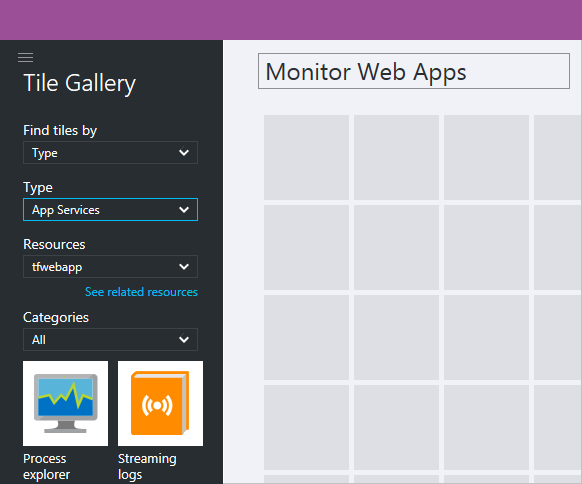 Tile Gallery
Find tiles by
Type
Type
App Services
Resources
tfwebapp
See related resources
Categories
All
Process
explorer
Streaming
logs
Monitor Web Apps